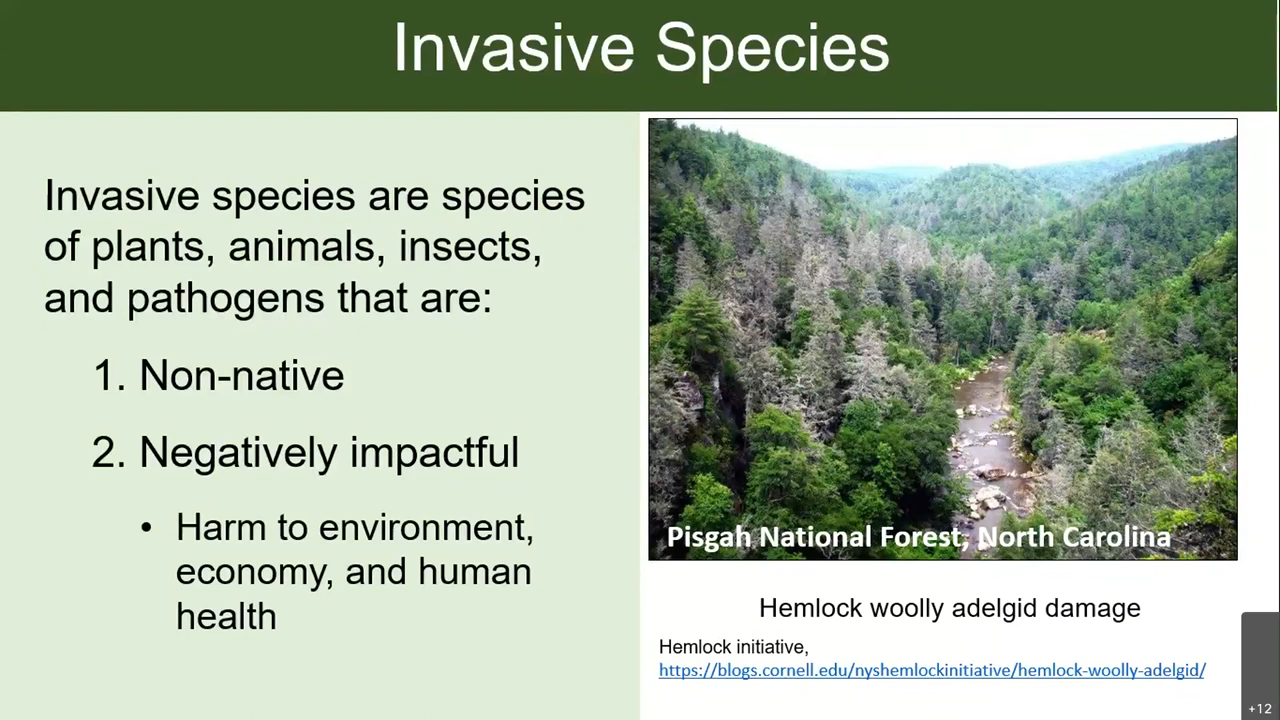 Invasive Species
Invasive species are species
of plants, animals, insects,
and pathogens that are:
1. Non-native
2. Negatively impactful
• Harm to environment,
economy, and human
health
Pisgah National Forest, North Carolina
Hemlock woolly adelgid damage
Hemlock initiative,
https://blogs.cornell.edu/nyshemlockinitiative/hemlock-woolly-adelgid/
+12